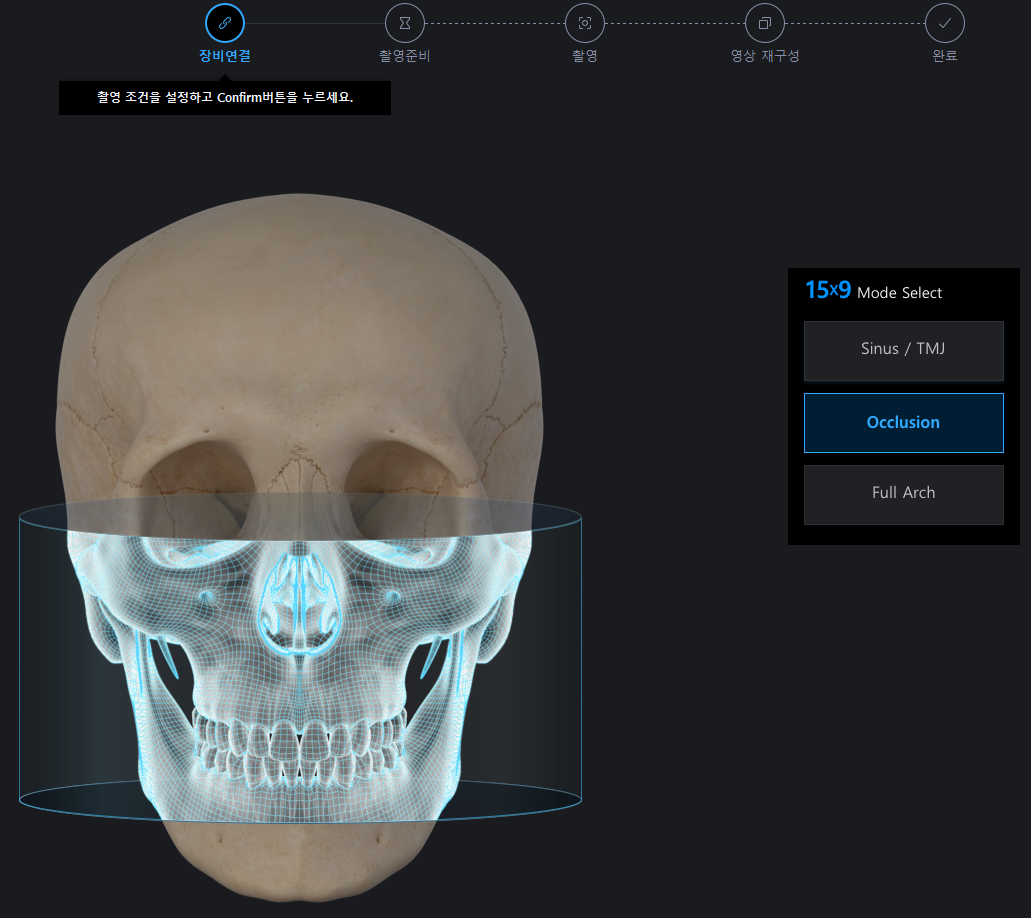 장비연결 촬영준비 촬영 영상 재구성 완료
촬영 조건을 설정하고 Confirm버튼을 누르세요.
15x9 Mode Select
Sinus / TMJ
Occlusion
Full Arch